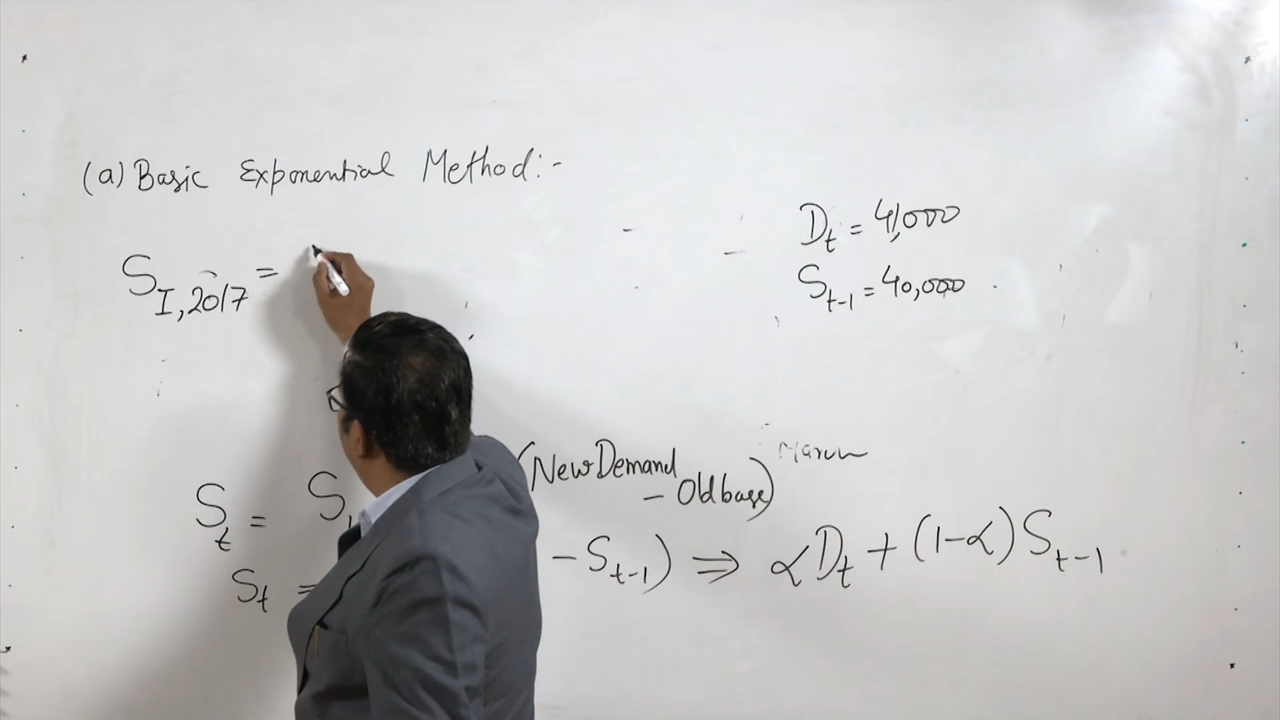 (a) Basic Exponential Method:-
D_t = 41,000
S_I,2017 =
S_t-1 = 40,000
(New Demand
- Old base)
S_t = S
- S_t-1) ⇒ αD_t + (1-α) S_t-1
S_t =